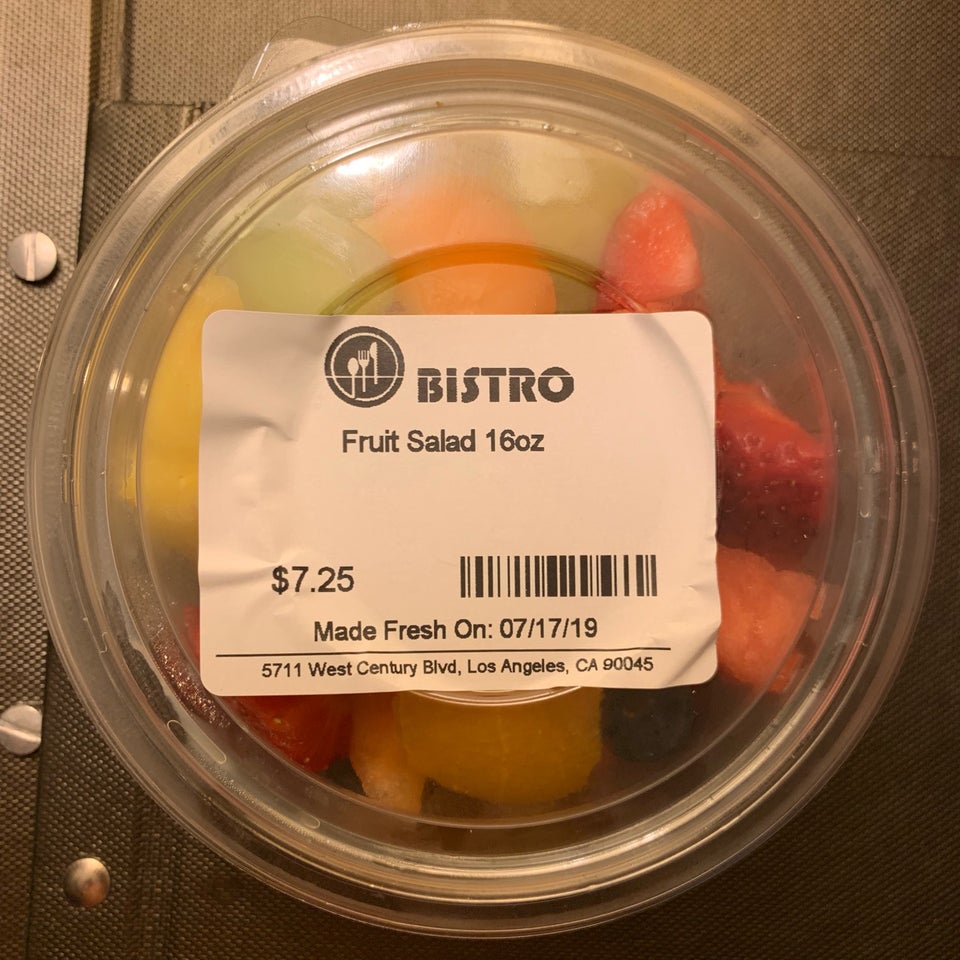 BISTRO
Fruit Salad 16oz
$7.25
Made Fresh On: 07/17/19
5711 West Century Blvd, Los Angeles, CA 90045